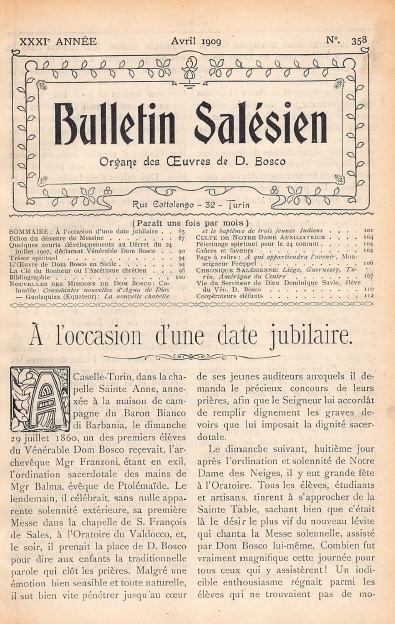 XXXIᵉ ANNÉE Avril 1909 Nº. 358
Bulletin Salésien
Organe des Œuvres de D. Bosco
Rue Cottolengo - 32 - Turin
(Paraît une fois par mois)
SOMMAIRE: À l'occasion d'une date jubilaire . . 85
Echos du désastre de Messine . . . 87
Quelques courts développements au Décret du 24
juillet 1907, déclarant Vénérable Dom Bosco . 90
Trésor spirituel . . . 94
L'Œuvre de Dom Bosco en Sicile . . . 94
La Clé du Bonheur ou l'Ascétisme chrétien . . 98
Bibliographie . . . 100
NOUVELLES DES MISSIONS DE DOM BOSCO: Co-
lombie: Consolantes nouvelles d'Agua de Dios
— Gualaquiza (Equateur): La nouvelle chapelle
et le baptême de trois jeunes Indiens . . . 101
CULTE DE NOTRE DAME AUXILIATRICE . . . 104
Pèlerinage spirituel pour le 24 courant . . . 104
Grâces et faveurs . . . 104
Page à relire: A qui appartiendra l'avenir. Mon-
seigneur Freppel . . . 106
CHRONIQUE SALÉSIENNE: Liège, Guernesey, Tu-
rin, Amérique du Centre . . . 107
Vie du Serviteur de Dieu Dominique Savio, élève
du Vén. D. Bosco . . . 110
Coopérateurs défunts . . . 112
À l'occasion d'une date jubilaire.
A Caselle-Turin, dans la cha-
pelle Sainte Anne, anne-
xée à la maison de cam-
pagne du Baron Bianco
di Barbania, le dimanche
29 juillet 1860, un des premiers élèves
du Vénérable Dom Bosco reçevait, l'ar-
chevêque Mgr Franzoni, étant en exil,
l'ordination sacerdotale des mains de
Mgr Balma, évêque de Ptolémaïde. Le
lendemain, il célébrait, sans nulle appa-
rente solennité extérieure, sa première
Messe dans la chapelle de S. François
de Sales, à l'Oratoire du Valdocco, et,
le soir, il prenait la place de D. Bosco
pour dire aux enfants la traditionnelle
parole qui clôt les prières. Malgré une
émotion bien sensible et toute naturelle,
il sut bien vite pénétrer jusqu'au cœur
de ses jeunes auditeurs auxquels il de-
manda le précieux concours de leurs
prières, afin que le Seigneur lui accordât
de remplir dignement les graves de-
voirs que lui imposait la dignité sacer-
dotale.
Le dimanche suivant, huitième jour
après l'ordination et solennité de Notre
Dame des Neiges, il y eut grande fête
à l'Oratoire. Tous les élèves, étudiants
et artisans, tinrent à s'approcher de la
Sainte Table, sachant bien que c'était
là le désir le plus vif du nouveau lévite
qui chanta la Messe solennelle, assisté
par Dom Bosco lui-même. Combien fut
vraiment magnifique cette journée pour
tous ceux qui y assistèrent! Un indi-
cible enthousiasme régnait parmi les
élèves qui ne trouvaient pas de mo-